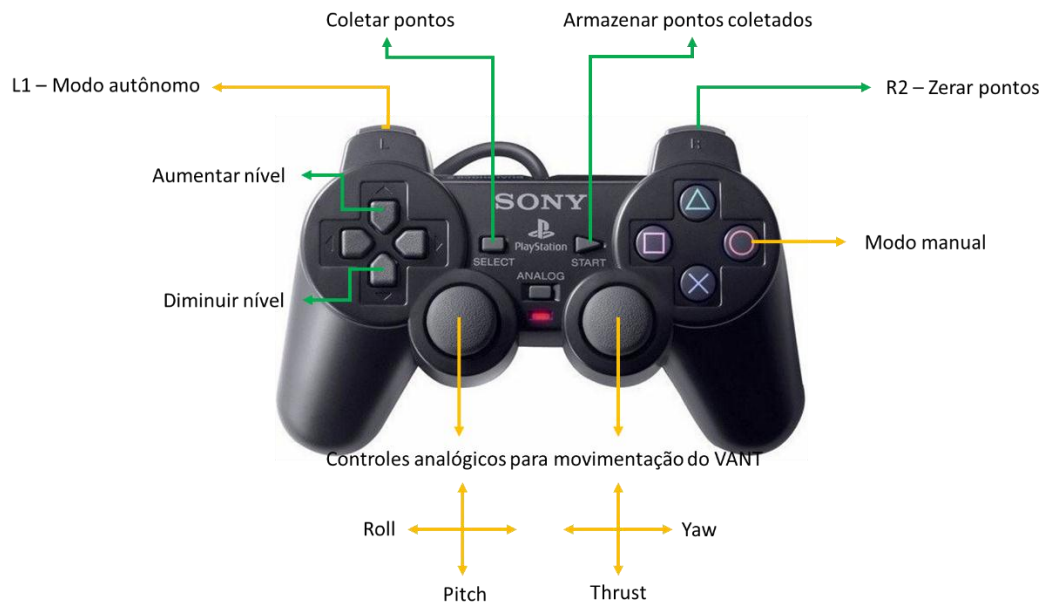 Coletar pontos
Armazenar pontos coletados
L1 – Modo autônomo
R2 – Zerar pontos
L
Aumentar nível
SONY
PlayStation
SELECT
START
Modo manual
ANALOG
Diminuir nível
Controles analógicos para movimentação do VANT
Roll
Yaw
Pitch
Thrust